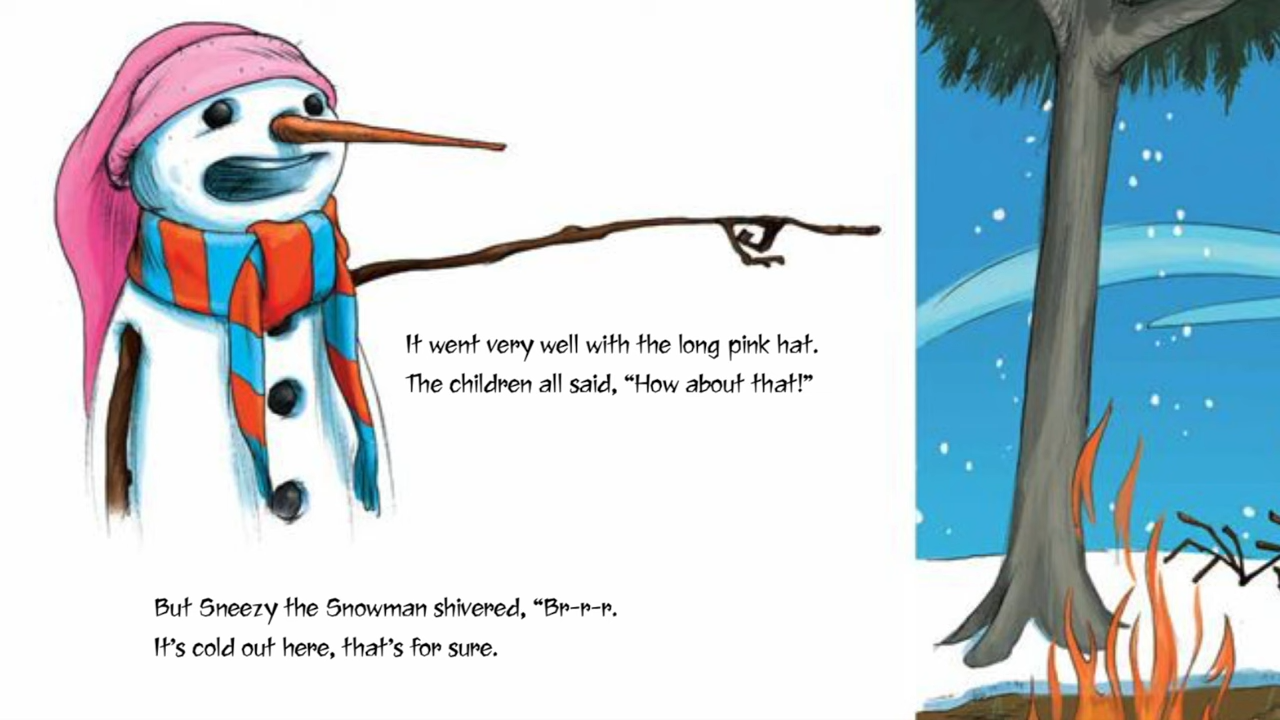 It went very well with the long pink hat.
The children all said, “How about that!”
But Sneezy the Snowman shivered, “Br-r-r.
It’s cold out here, that’s for sure.